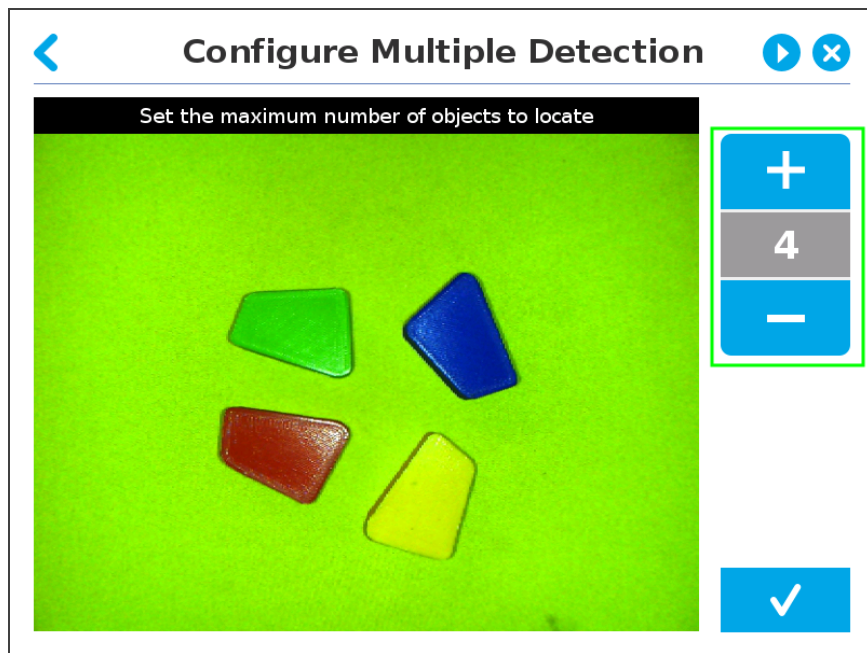 Configure Multiple Detection
Set the maximum number of objects to locate
+
4
−